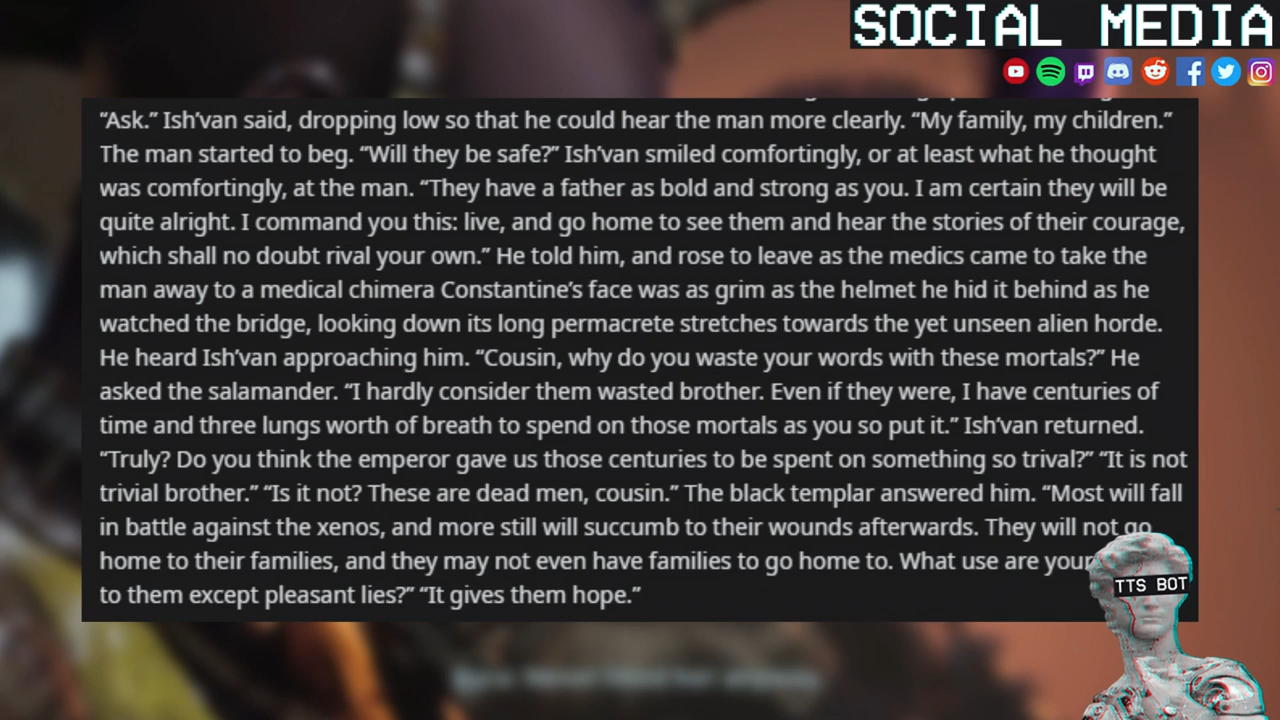 SOCIAL MEDIA
“Ask.” Ish’van said, dropping low so that he could hear the man more clearly. “My family, my children.”
The man started to beg. “Will they be safe?” Ish’van smiled comfortingly, or at least what he thought
was comfortingly, at the man. “They have a father as bold and strong as you. I am certain they will be
quite alright. I command you this: live, and go home to see them and hear the stories of their courage,
which shall no doubt rival your own.” He told him, and rose to leave as the medics came to take the
man away to a medical chimera Constantine’s face was as grim as the helmet he hid it behind as he
watched the bridge, looking down its long permacrete stretches towards the yet unseen alien horde.
He heard Ish’van approaching him. “Cousin, why do you waste your words with these mortals?” He
asked the salamander. “I hardly consider them wasted brother. Even if they were, I have centuries of
time and three lungs worth of breath to spend on those mortals as you so put it.” Ish’van returned.
“Truly? Do you think the emperor gave us those centuries to be spent on something so trival?” “It is not
trivial brother.” “Is it not? These are dead men, cousin.” The black templar answered him. “Most will fall
in battle against the xenos, and more still will succumb to their wounds afterwards. They will not go
home to their families, and they may not even have families to go home to. What use are your
to them except pleasant lies?” “It gives them hope.”
TTS BOT